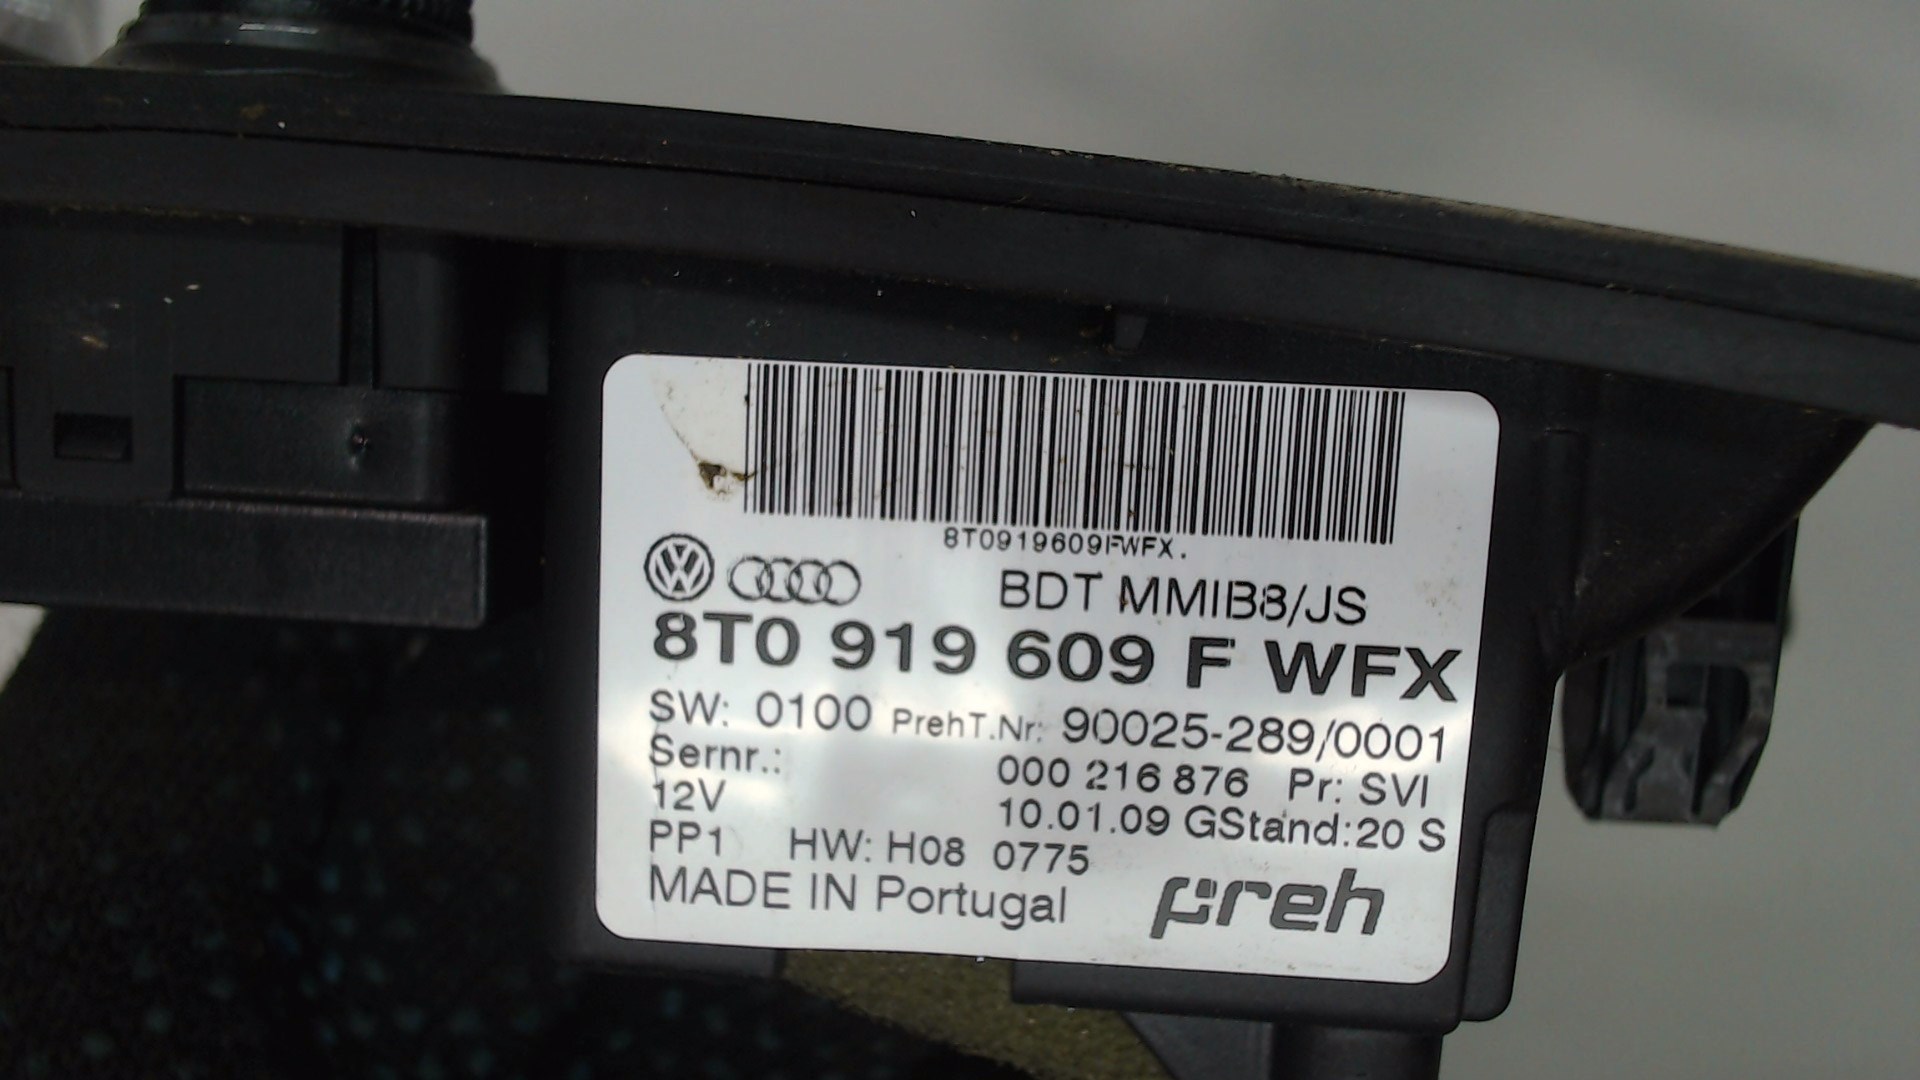 8T0919609FWFX.
BDT MMIB8/JS
8T0 919 609 F WFX
SW: 0100 PrehT.Nr: 90025-289/0001
Sernr.: 000 216 876 Pr: SVI
12V 10.01.09 GStand:20 S
PP1 HW: H08 0775
MADE IN Portugal preh